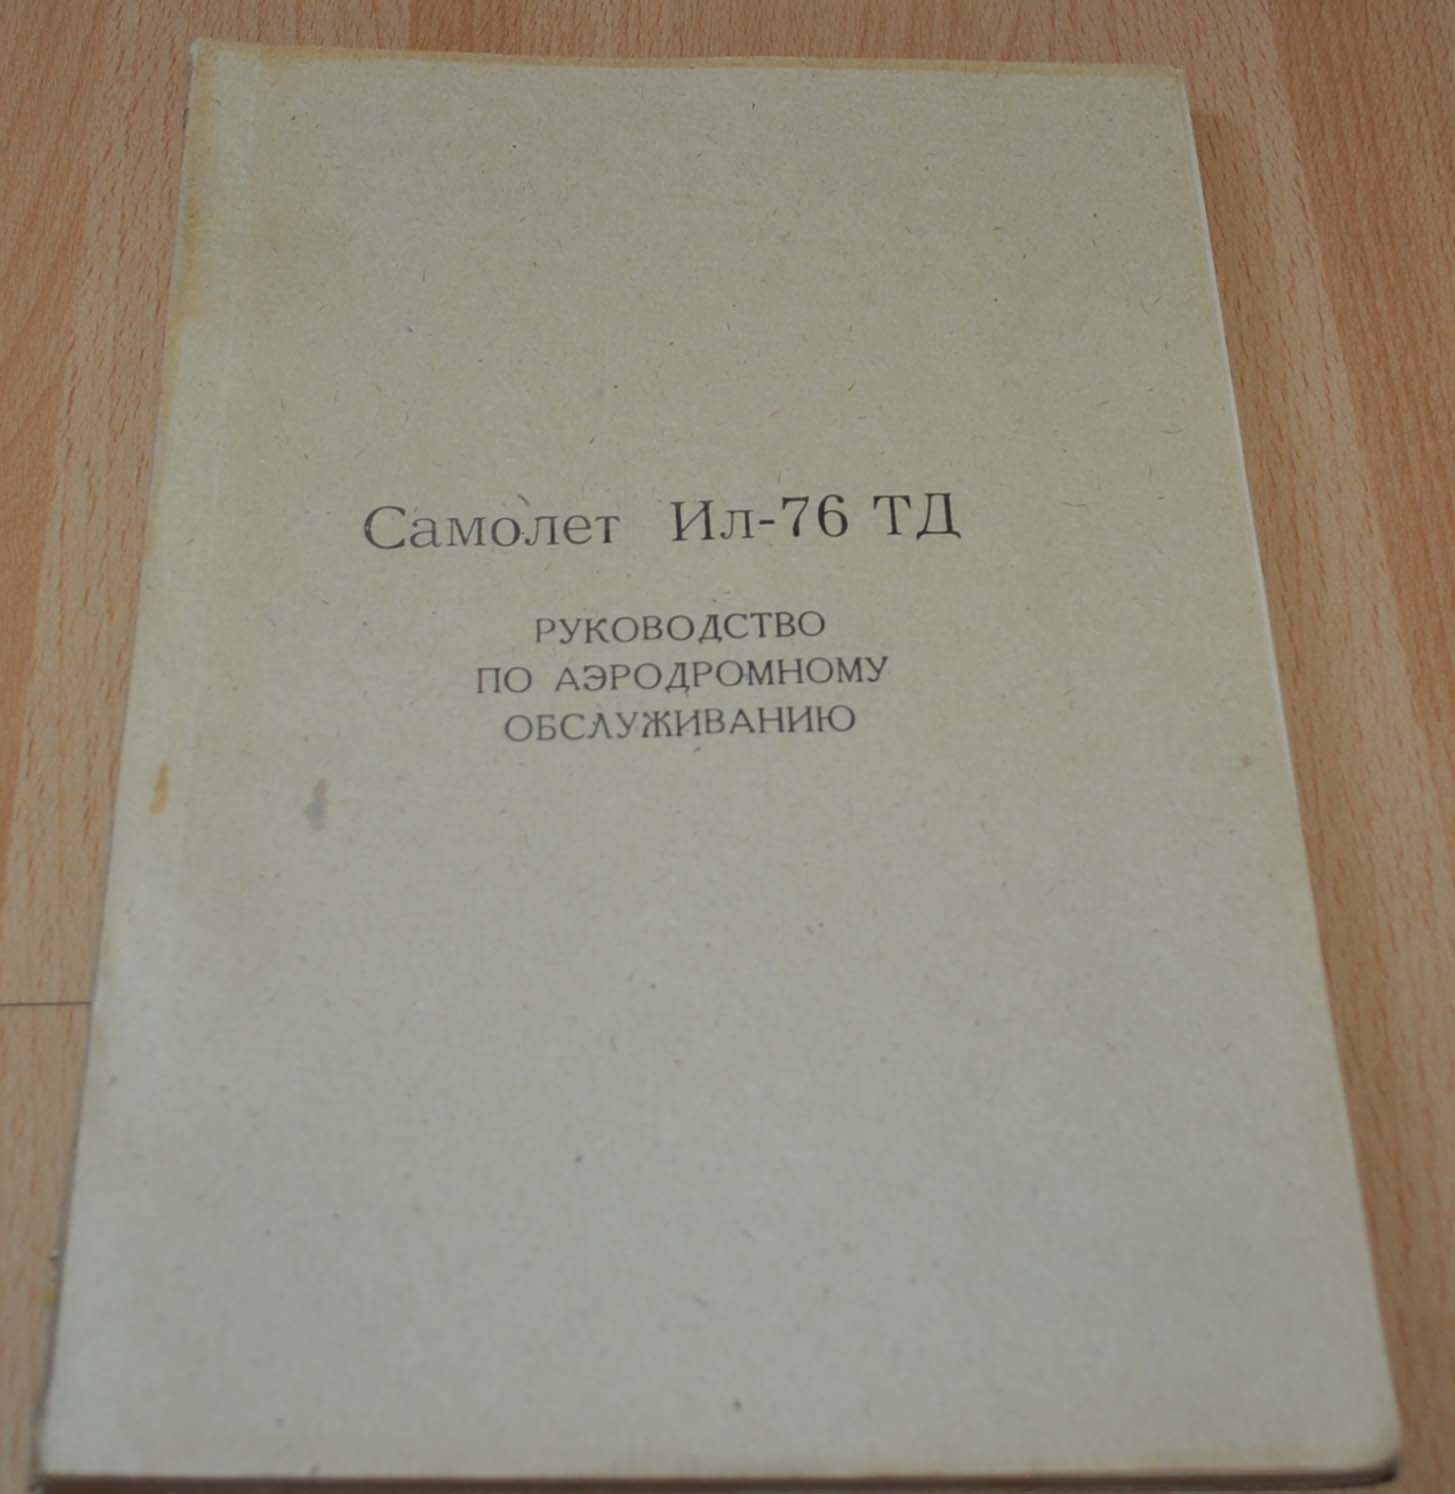 Самолет Ил-76 ТД
РУКОВОДСТВО
ПО АЭРОДРОМНОМУ
ОБСЛУЖИВАНИЮ